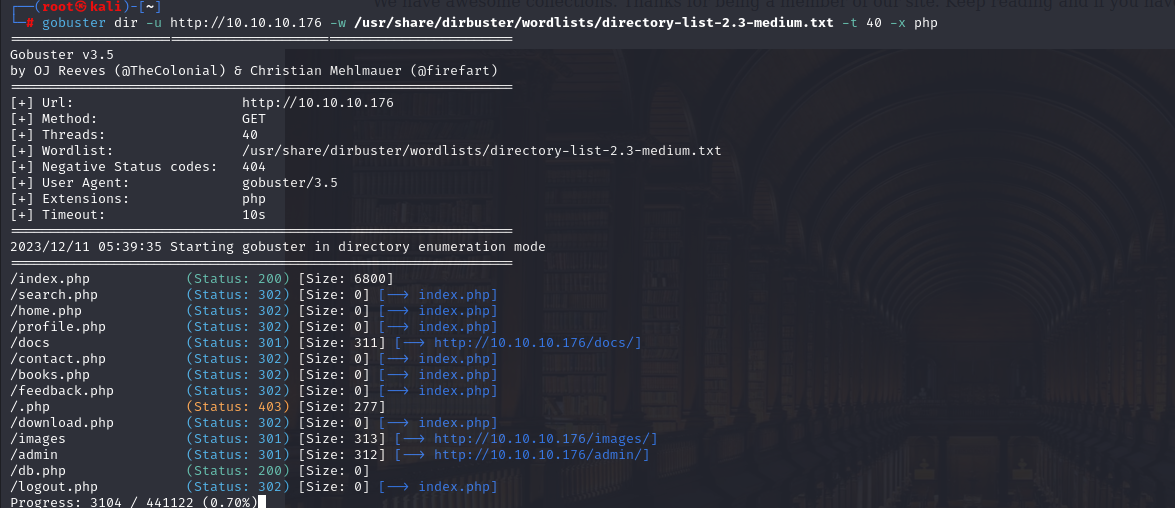 We have awesome Thanks for being a member of our site. Keep reading and if you have
┌──(root㉿kali)-[~]
└─# gobuster dir -u http://10.10.10.176 -w /usr/share/dirbuster/wordlists/directory-list-2.3-medium.txt -t 40 -x php
===============================================================
Gobuster v3.5
by OJ Reeves (@TheColonial) & Christian Mehlmauer (@firefart)
===============================================================
[+] Url:                     http://10.10.10.176
[+] Method:                  GET
[+] Threads:                 40
[+] Wordlist:                /usr/share/dirbuster/wordlists/directory-list-2.3-medium.txt
[+] Negative Status codes:   404
[+] User Agent:              gobuster/3.5
[+] Extensions:              php
[+] Timeout:                 10s
===============================================================
2023/12/11 05:39:35 Starting gobuster in directory enumeration mode
===============================================================
/index.php            (Status: 200) [Size: 6800]
/search.php           (Status: 302) [Size: 0] [--> index.php]
/home.php             (Status: 302) [Size: 0] [--> index.php]
/profile.php          (Status: 302) [Size: 0] [--> index.php]
/docs                 (Status: 301) [Size: 311] [--> http://10.10.10.176/docs/]
/contact.php          (Status: 302) [Size: 0] [--> index.php]
/books.php            (Status: 302) [Size: 0] [--> index.php]
/feedback.php         (Status: 302) [Size: 0] [--> index.php]
/.php                 (Status: 403) [Size: 277]
/download.php         (Status: 302) [Size: 0] [--> index.php]
/images               (Status: 301) [Size: 313] [--> http://10.10.10.176/images/]
/admin                (Status: 301) [Size: 312] [--> http://10.10.10.176/admin/]
/db.php               (Status: 200) [Size: 0]
/logout.php           (Status: 302) [Size: 0] [--> index.php]
Progress: 3104 / 441122 (0.70%)